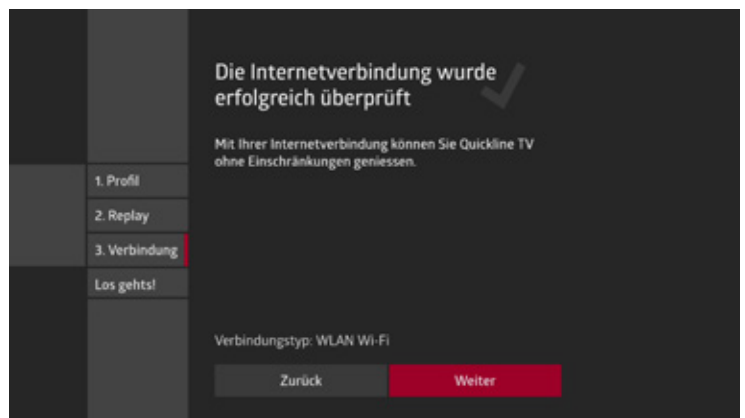 Die Internetverbindung wurde
erfolgreich überprüft
Mit Ihrer Internetverbindung können Sie Quickline TV
ohne Einschränkungen geniessen.
1. Profil
2. Replay
3. Verbindung
Los gehts!
Verbindungstyp: WLAN Wi-Fi
Zurück
Weiter